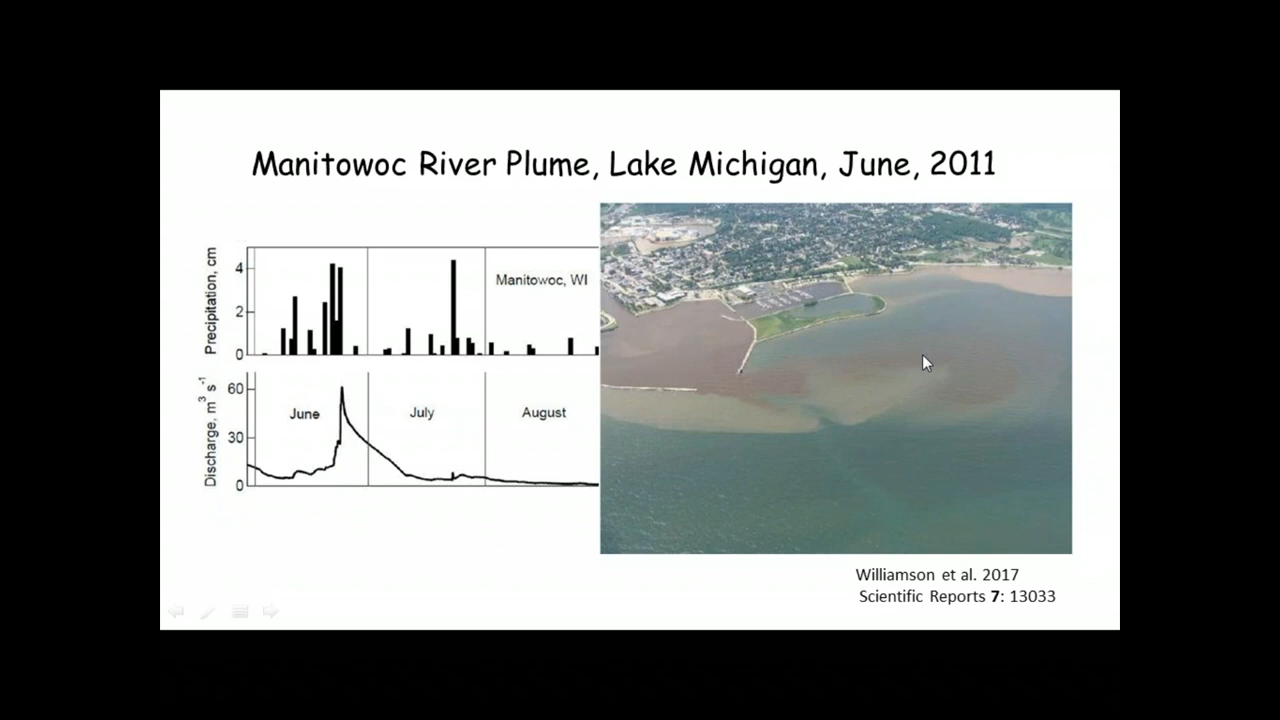 Manitowoc River Plume, Lake Michigan, June, 2011
Precipitation, cm
4
2
0
Manitowoc, WI
Discharge, m³ s⁻¹
60
30
0
June
July
August
Williamson et al. 2017
Scientific Reports 7: 13033